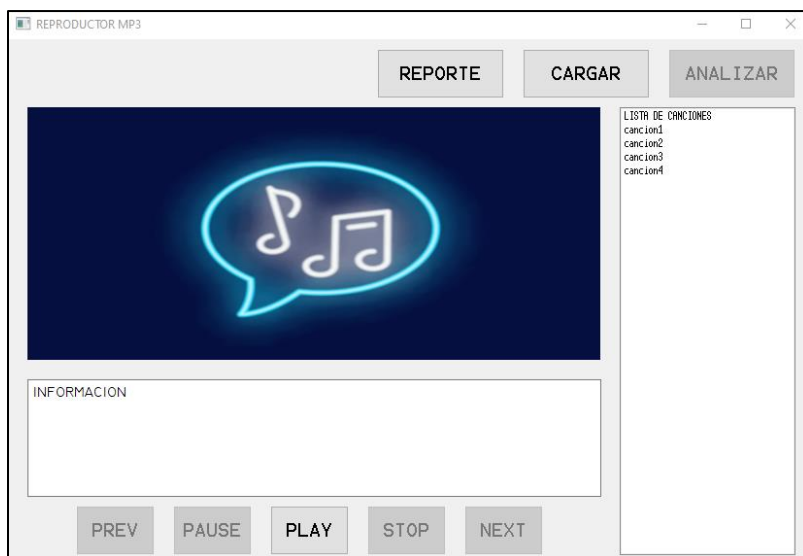 REPRODUCTOR MP3
REPORTE CARGAR ANALIZAR
LISTA DE CANCIONES
cancion1
cancion2
cancion3
cancion4
INFORMACION
PREV PAUSE PLAY STOP NEXT